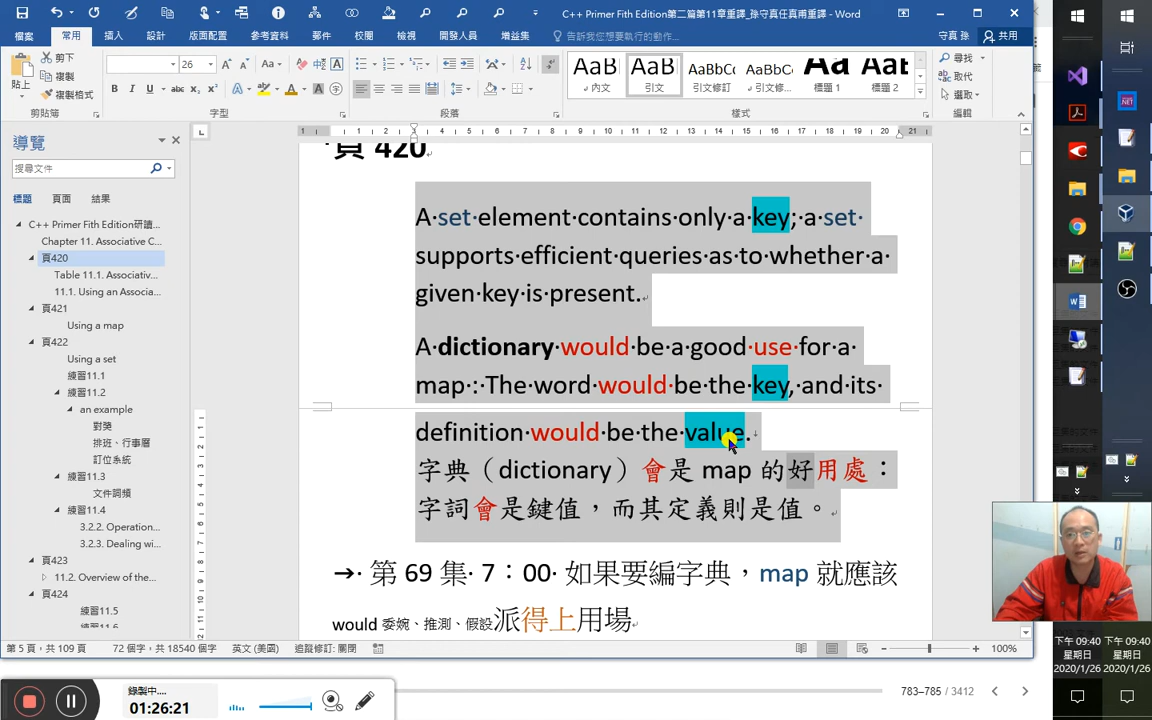 C++ Primer Fith Edition第二篇第11章重譯_孫守真任真甫重譯 - Word
檔案 常用 插入 設計 版面配置 參考資料 郵件 校閱 檢視 開發人員 增益集 告訴我您想要執行的動作... 守真 孫 共用
貼上 剪下 複製 複製格式
26
AaBb AaBb AaBbCc AaBbCc AaB AaBb
內文 引文 引文修訂 引文修... 標題 1 標題 2
尋找 取代 選取
剪貼簿 字型 段落 樣式 編輯
導覽
搜尋文件
標題 頁面 結果
C++ Primer Fith Edition研讀...
Chapter 11. Associative C...
頁420
Table 11.1. Associativ...
11.1. Using an Associa...
頁421
Using a map
頁422
Using a set
練習11.1
練習11.2
an example
對獎
排班、行事曆
訂位系統
練習11.3
文件詞頻
練習11.4
3.2.2. Operation...
3.2.3. Dealing wi...
頁423
11.2. Overview of the...
頁424
練習11.5
頁 420
A set element contains only a key; a set
supports efficient queries as to whether a
given key is present.
A dictionary would be a good use for a
map : The word would be the key, and its
definition would be the value.
字典（dictionary）會是 map 的好用處：
字詞會是鍵值，而其定義則是值。
→ 第 69 集 7：00 如果要編字典，map 就應該
would 委婉、推測、假設派得上用場
第 5 頁，共 109 頁 72 個字，共 18540 個字 英文 (美國) 追蹤修訂: 關閉 100%
錄製中....
01:26:21
783–785 / 3412
下午 09:40
星期日
2020/1/26
下午 09:40
星期日
2020/1/26